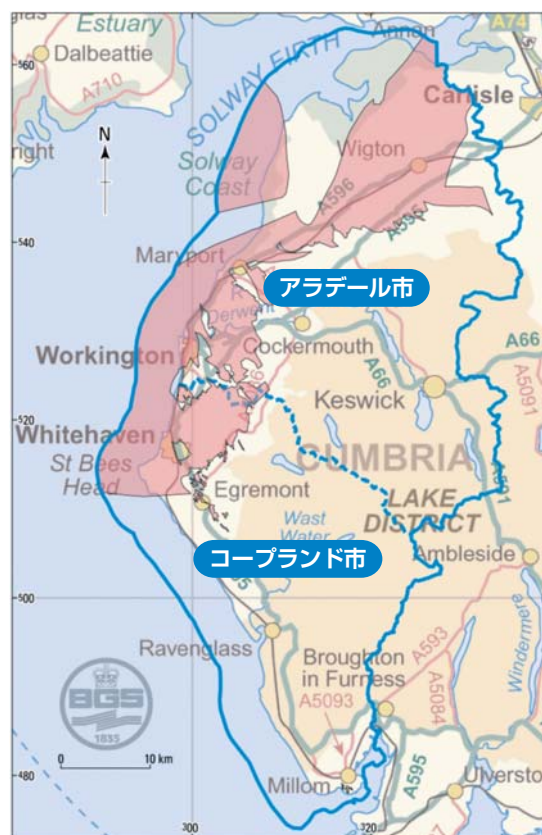 Estuary
Dalbeattie
A710
right
560
SOLWAY FIRTH
Annan
A74
Carlisle
N
Solway
Coast
Wigton
A596
A595
540
Maryport
アラデール市
R
Derwent
Cockermouth
A66
A66
A5091
Workington
Keswick
520
Whitehaven
St Bees
Head
CUMBRIA
Egremont
LAKE
DISTRICT
A591
Wast
Water
コープランド市
Ambleside
500
Ravenglass
A593
Windermere
Broughton
in Furness
A5093
A5084
BGS
1835
0
10 km
480
Millom
A595
Ulversto
300
320